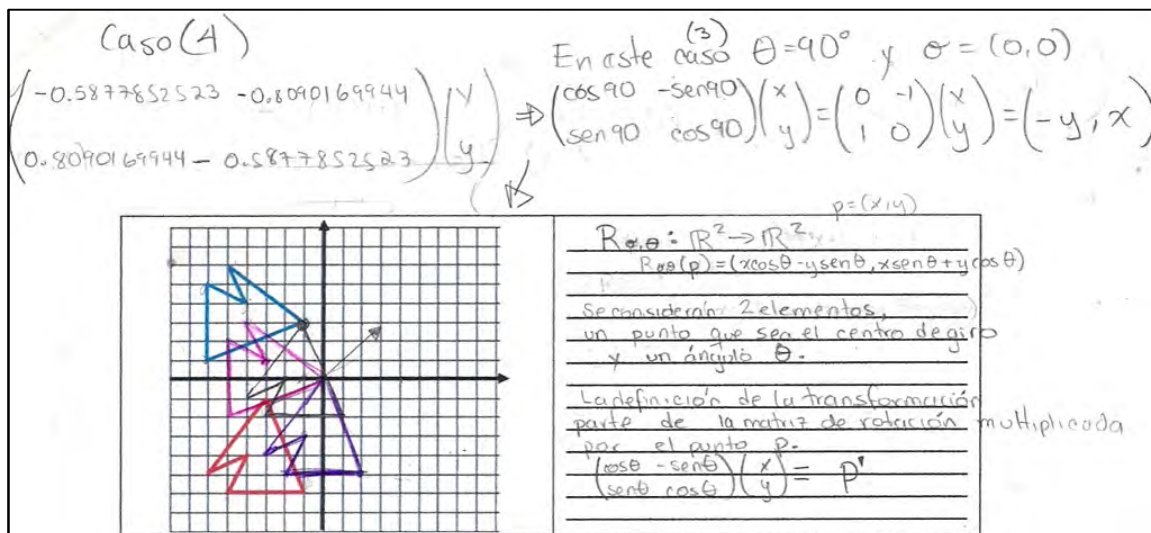 Caso (4)
(-0.5877852523 -0.8090169944) (x
0.8090169944 - 0.5877852523) y)
En este caso (3) θ=90° y σ = (0,0)
⇒ (cos 90 -sen 90) (x = (0 -1) (x = (-y, x)
sen 90 cos 90) y) 1 0) y)
p=(x,y)
Rσ,θ : ℝ² → ℝ²
Rσ,θ(p) = (x cos θ - y sen θ, x sen θ + y cos θ)
Se considerán 2 elementos,
un punto que sea el centro de giro
y un ángulo θ.
La definición de la transformación
parte de la matriz de rotación multiplicada
por el punto p.
(cos θ -sen θ) (x = P'
sen θ cos θ) y)